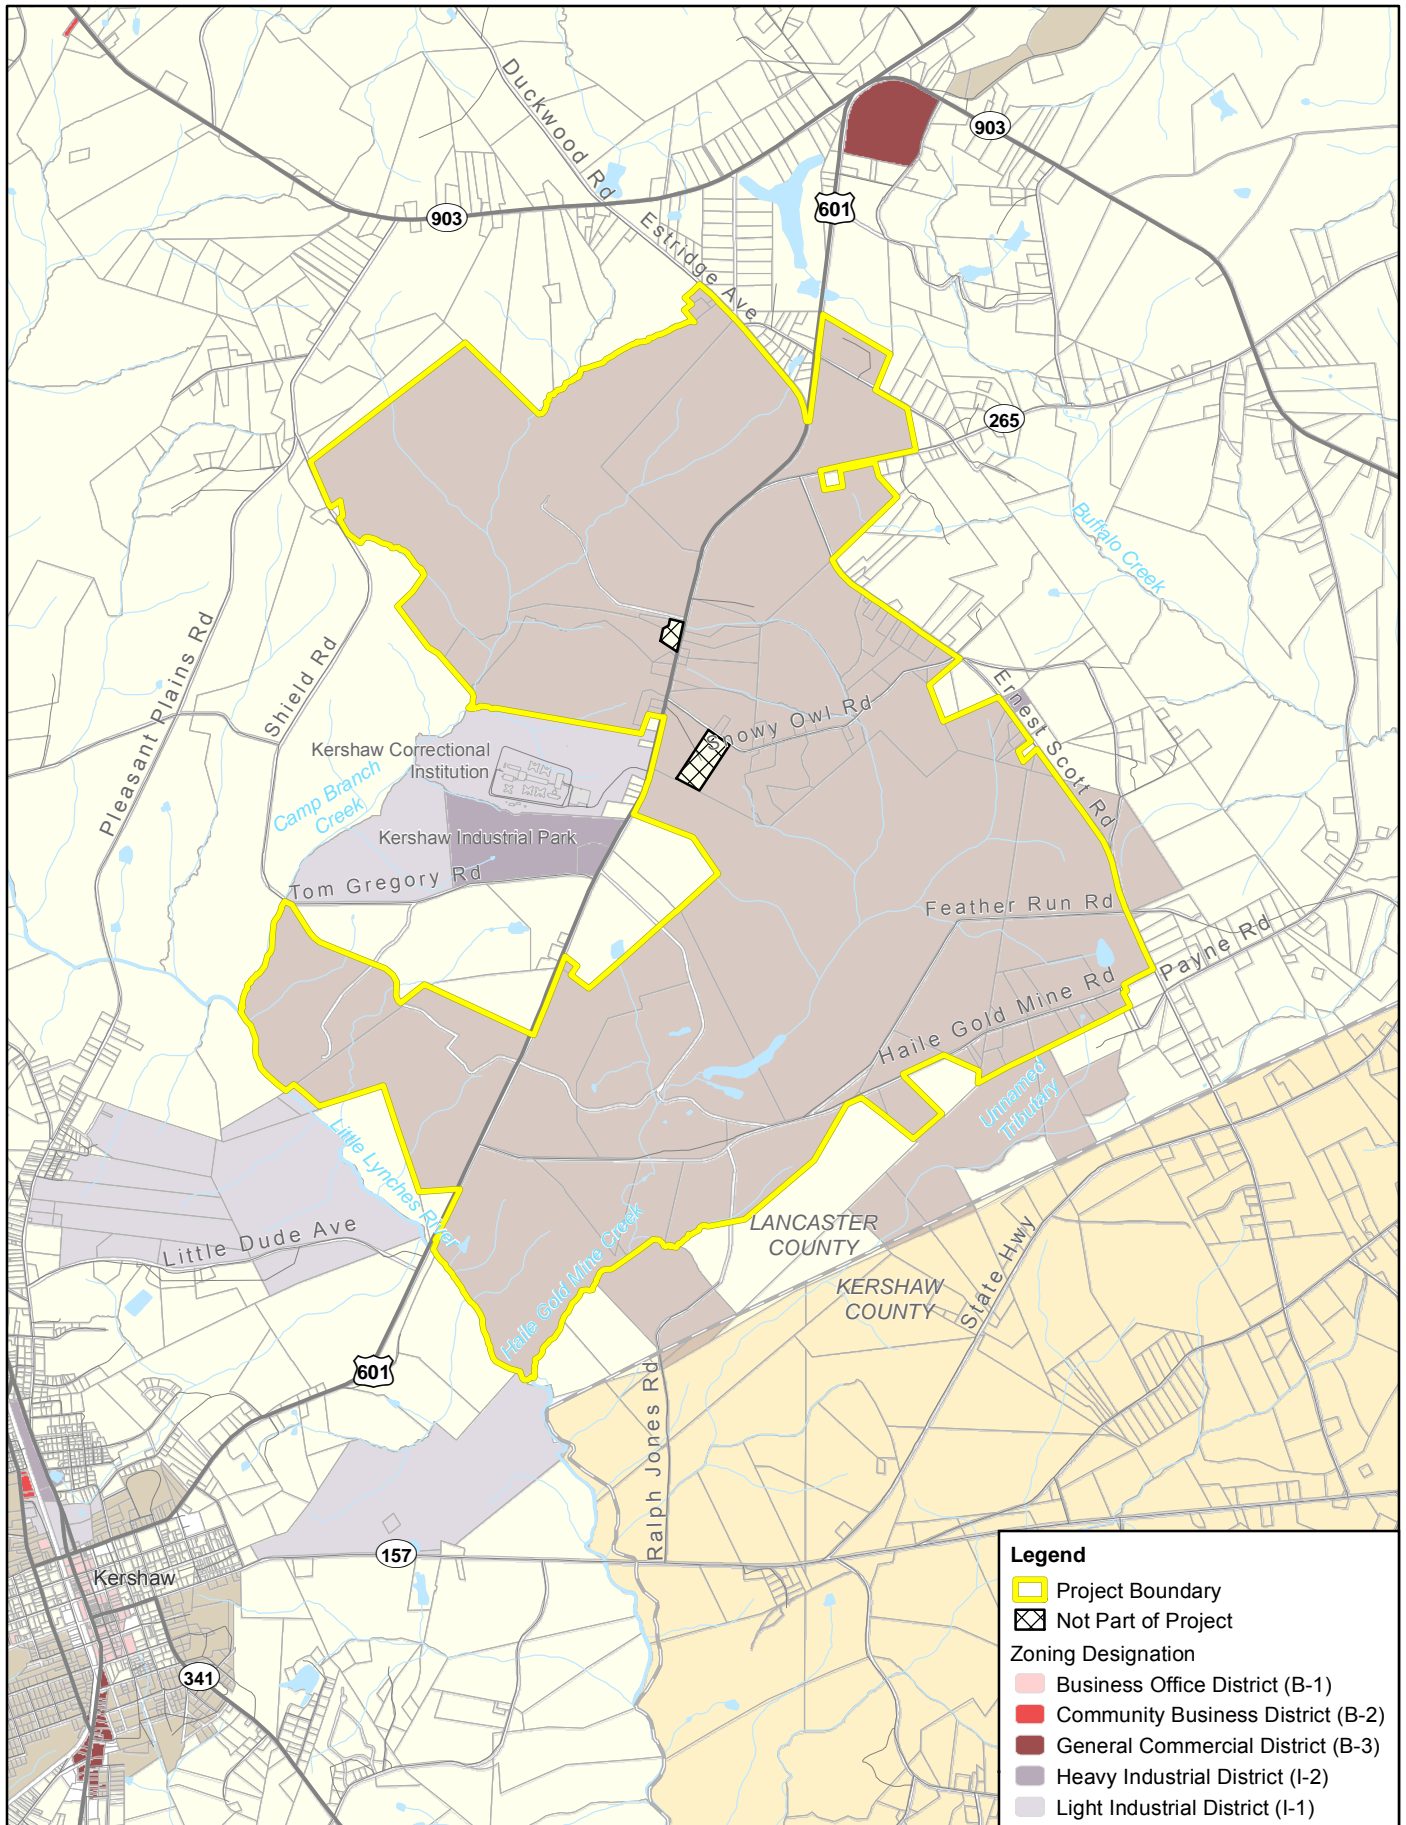 Duckwood Rd
903
903
601
Estridge Ave
265
Buffalo Creek
Pleasant Plains Rd
Shield Rd
Snowy Owl Rd
Ernest Scott Rd
Kershaw Correctional
Institution
Camp Branch
Creek
Kershaw Industrial Park
Tom Gregory Rd
Feather Run Rd
Payne Rd
Haile Gold Mine Rd
Unnamed
Tributary
Little Lynches River
Little Dude Ave
Haile Gold Mine Creek
LANCASTER
COUNTY
KERSHAW
COUNTY
State Hwy
601
Ralph Jones Rd
157
Kershaw
341
Legend
Project Boundary
Not Part of Project
Zoning Designation
Business Office District (B-1)
Community Business District (B-2)
General Commercial District (B-3)
Heavy Industrial District (I-2)
Light Industrial District (I-1)